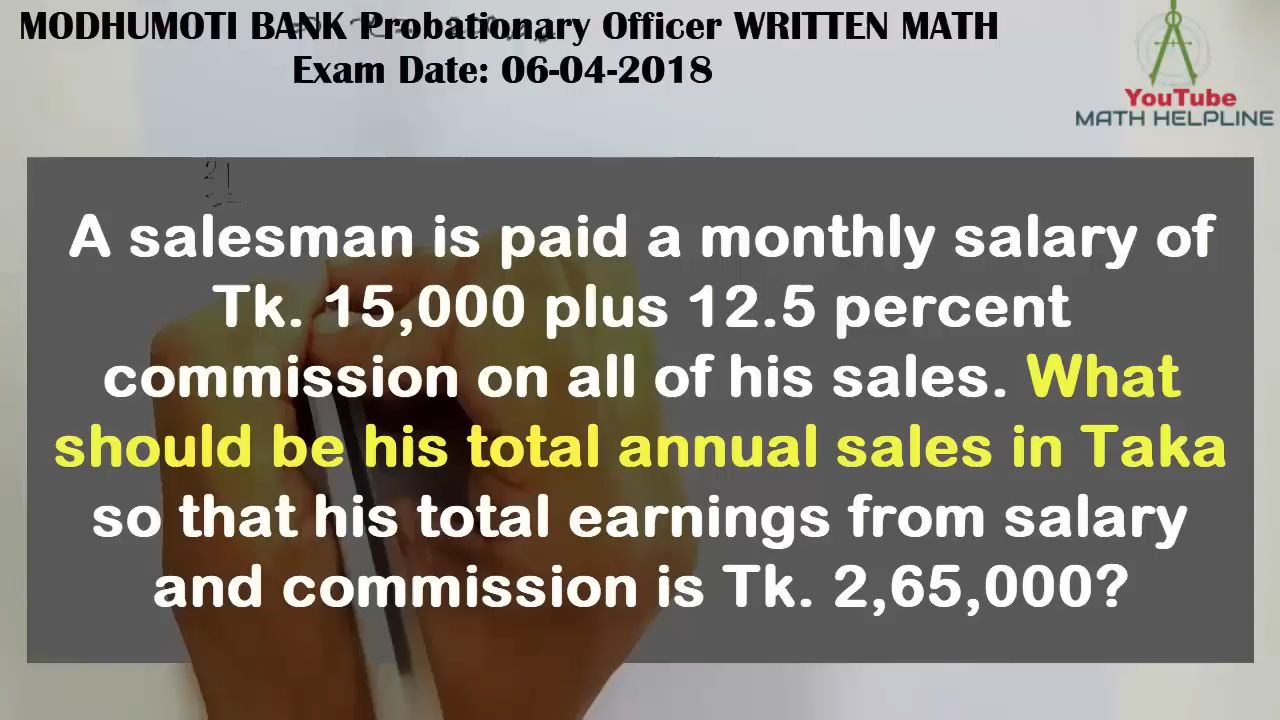 MODHUMOTI BANK Probationary Officer WRITTEN MATH
Exam Date: 06-04-2018
YouTube
MATH HELPLINE
A salesman is paid a monthly salary of
Tk. 15,000 plus 12.5 percent
commission on all of his sales. What
should be his total annual sales in Taka
so that his total earnings from salary
and commission is Tk. 2,65,000?